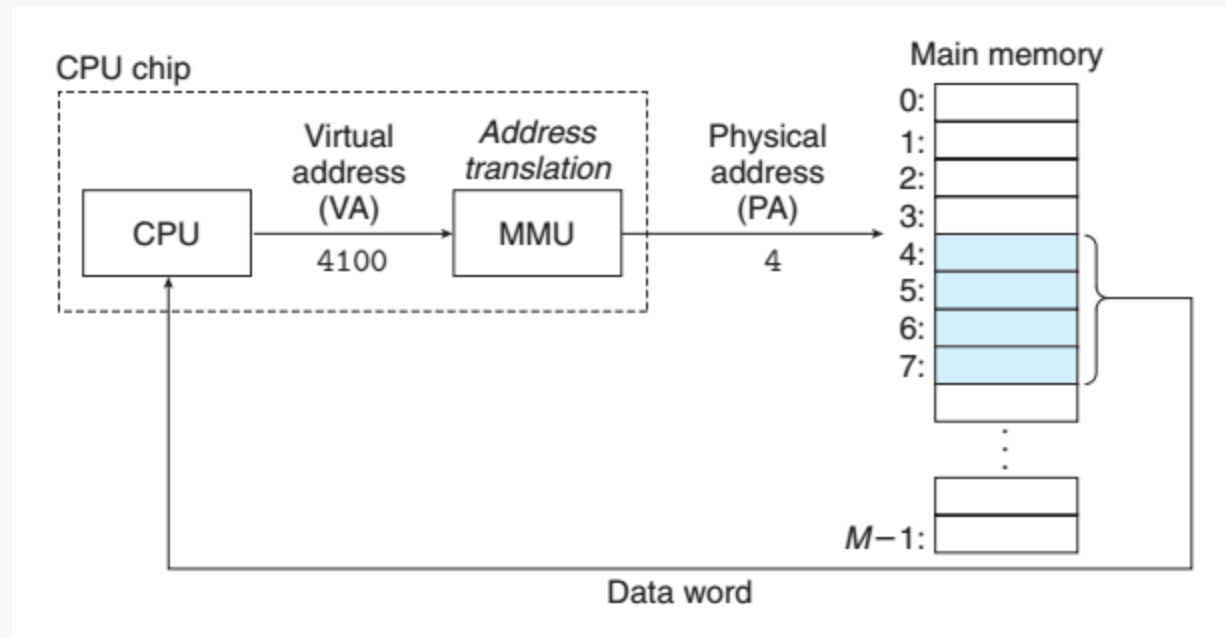 CPU chip
Virtual
address
(VA)
4100
Address
translation
CPU
MMU
Physical
address
(PA)
4
Main memory
0:
1:
2:
3:
4:
5:
6:
7:
M−1:
Data word